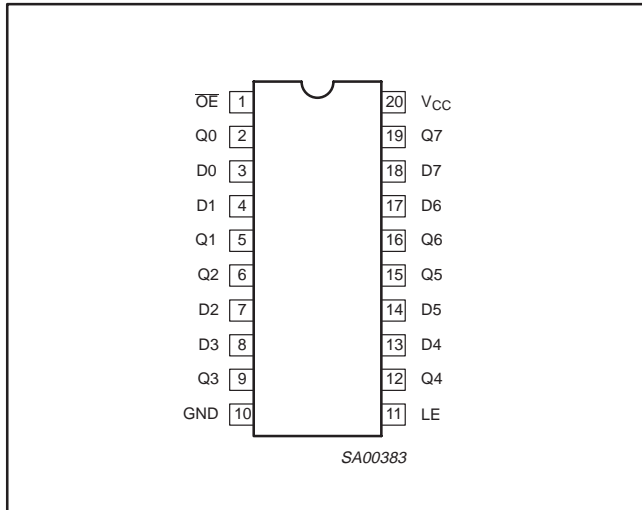 O̅E̅ 1 20 VCC
Q0 2 19 Q7
D0 3 18 D7
D1 4 17 D6
Q1 5 16 Q6
Q2 6 15 Q5
D2 7 14 D5
D3 8 13 D4
Q3 9 12 Q4
GND 10 11 LE
SA00383